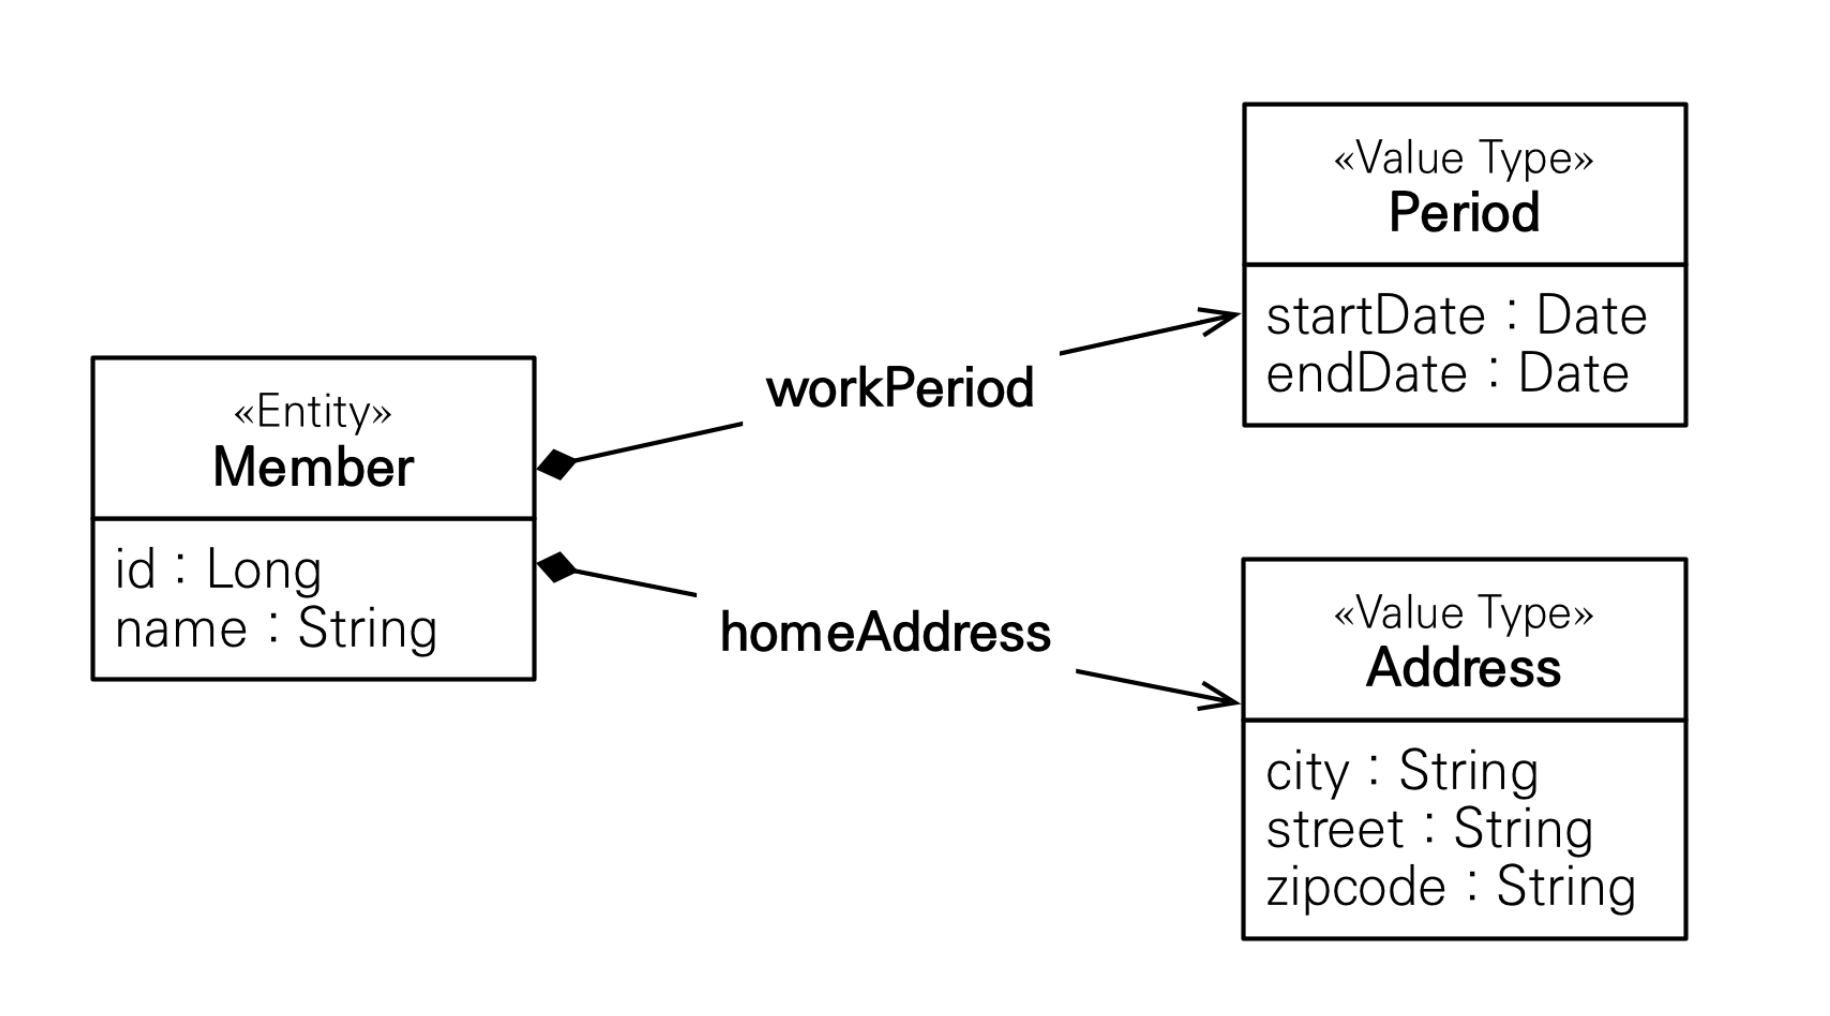 «Entity»
Member
id : Long
name : String
workPeriod
homeAddress
«Value Type»
Period
startDate : Date
endDate : Date
«Value Type»
Address
city : String
street : String
zipcode : String